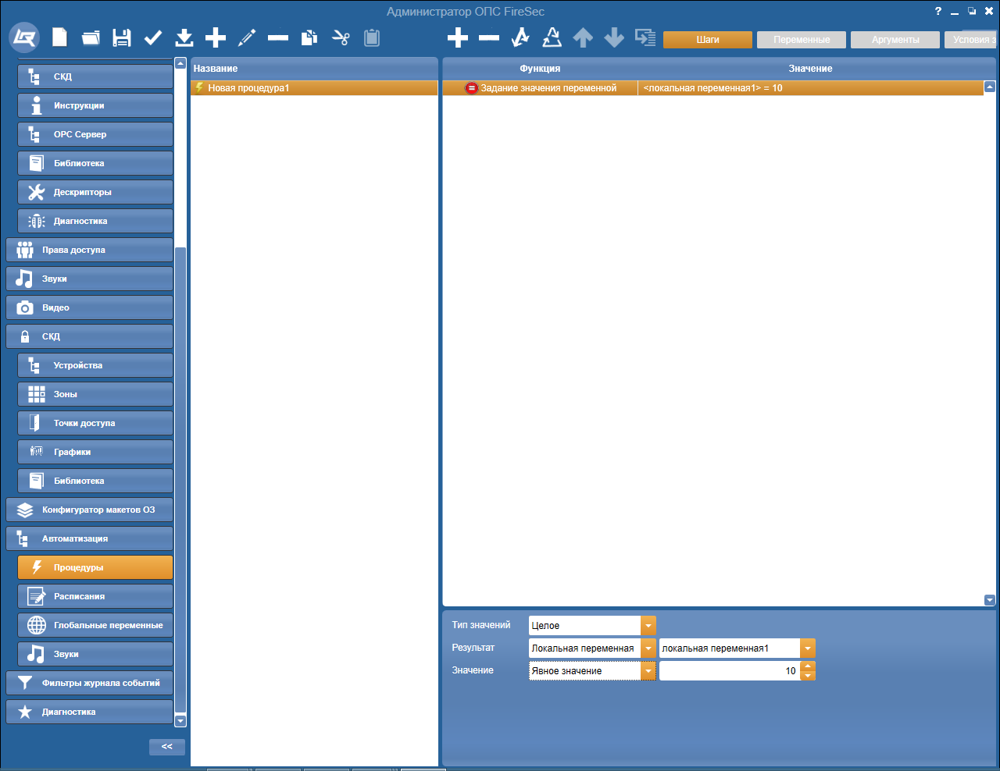 Администратор ОПС FireSec
?
Шаги
Переменные
Аргументы
Условия з
СКД
Инструкции
OPC Сервер
Библиотека
Дескрипторы
Диагностика
Права доступа
Звуки
Видео
СКД
Устройства
Зоны
Точки доступа
Графики
Библиотека
Конфигуратор макетов ОЗ
Автоматизация
Процедуры
Расписания
Глобальные переменные
Звуки
Фильтры журнала событий
Диагностика
<<
Название
Новая процедура1
Функция
Значение
Задание значения переменной
<локальная переменная1> = 10
Тип значений
Целое
Результат
Локальная переменная
локальная переменная1
Значение
Явное значение
10